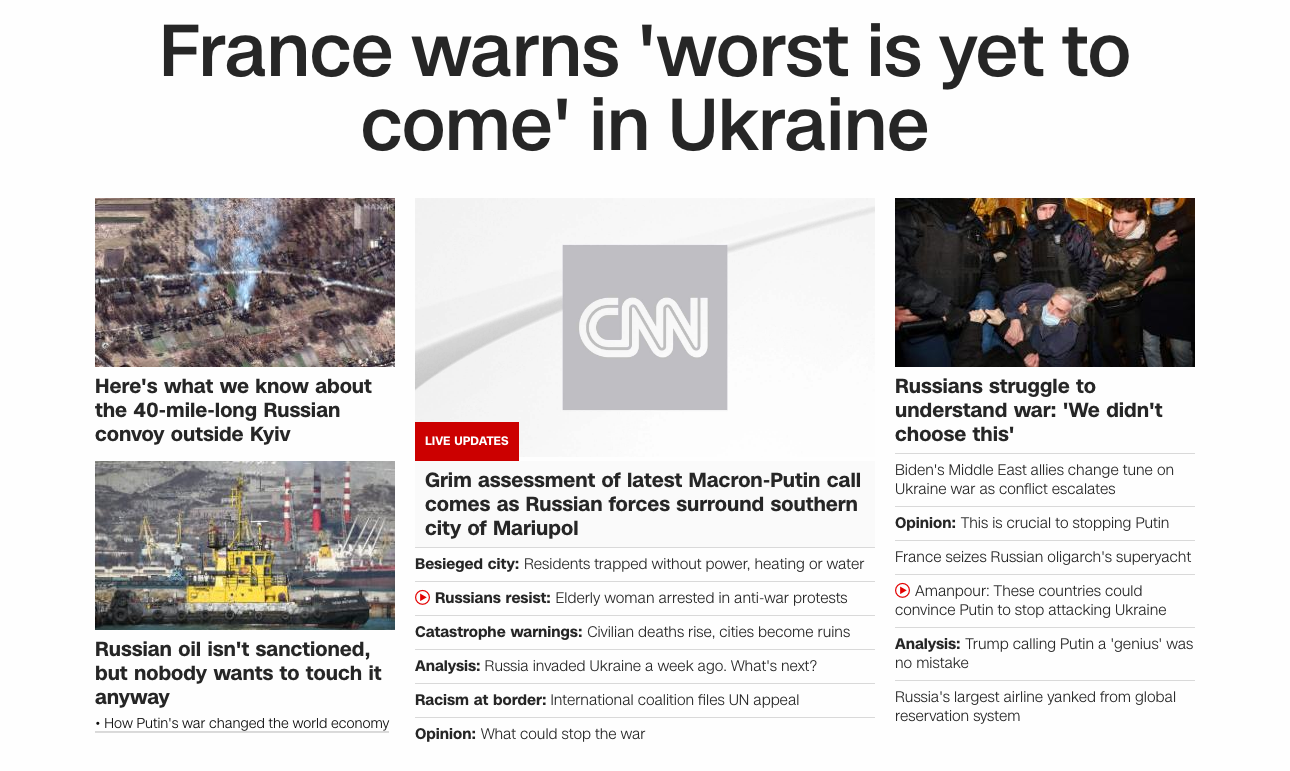 France warns 'worst is yet to
come' in Ukraine
MAXAR
Here's what we know about
the 40-mile-long Russian
convoy outside Kyiv
Russian oil isn't sanctioned,
but nobody wants to touch it
anyway
• How Putin's war changed the world economy
CNN
LIVE UPDATES
Grim assessment of latest Macron-Putin call
comes as Russian forces surround southern
city of Mariupol
Besieged city: Residents trapped without power, heating or water
Russians resist: Elderly woman arrested in anti-war protests
Catastrophe warnings: Civilian deaths rise, cities become ruins
Analysis: Russia invaded Ukraine a week ago. What's next?
Racism at border: International coalition files UN appeal
Opinion: What could stop the war
Russians struggle to
understand war: 'We didn't
choose this'
Biden's Middle East allies change tune on
Ukraine war as conflict escalates
Opinion: This is crucial to stopping Putin
France seizes Russian oligarch's superyacht
Amanpour: These countries could
convince Putin to stop attacking Ukraine
Analysis: Trump calling Putin a 'genius' was
no mistake
Russia's largest airline yanked from global
reservation system